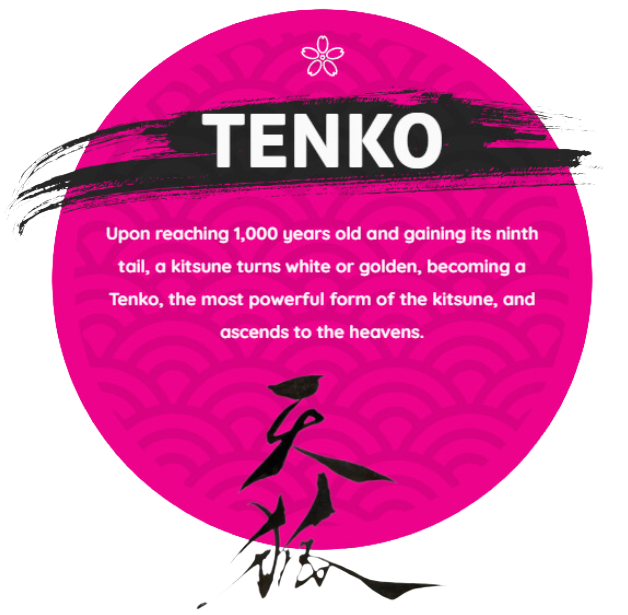 TENKO
Upon reaching 1,000 years old and gaining its ninth
tail, a kitsune turns white or golden, becoming a
Tenko, the most powerful form of the kitsune, and
ascends to the heavens.
天
狐